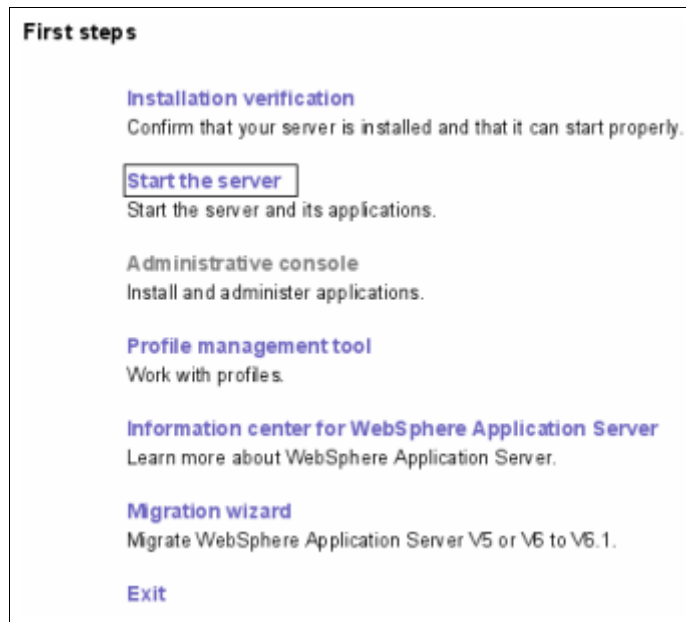 First steps
Installation verification
Confirm that your server is installed and that it can start properly.
Start the server
Start the server and its applications.
Administrative console
Install and administer applications.
Profile management tool
Work with profiles.
Information center for WebSphere Application Server
Learn more about WebSphere Application Server.
Migration wizard
Migrate WebSphere Application Server V5 or V6 to V6.1.
Exit